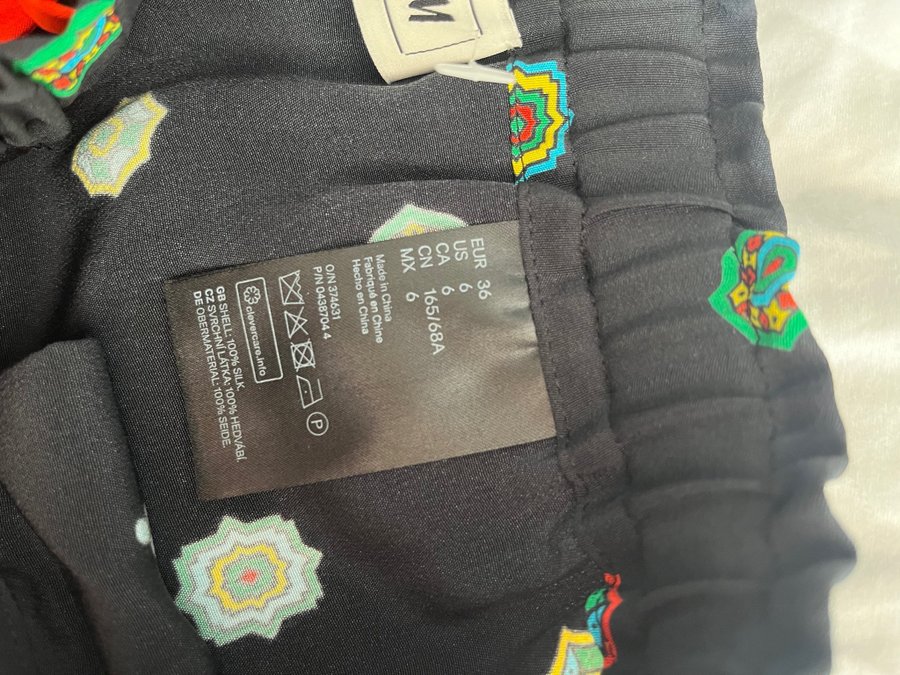 M
EUR 36
US 6
CA 6
CN 165/68A
MX 6
Made in China
Fabriqué en Chine
Hecho en China
O/N 374631
P/N 0438704 4
P
clevercare.info
GB SHELL: 100% SILK.
CZ SVRCHNÍ LÁTKA: 100% HEDVÁBÍ.
DE OBERMATERIAL: 100% SEIDE.